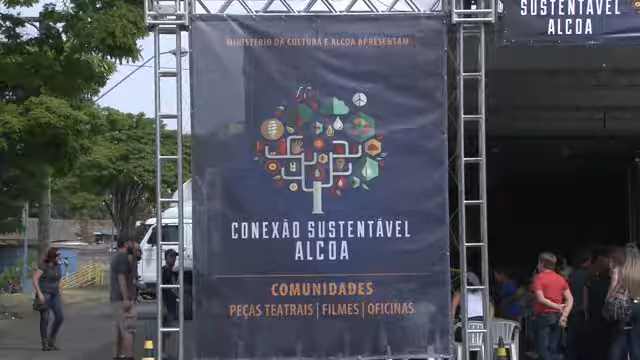 SUSTENTÁVEL
ALCOA
MINISTÉRIO DA CULTURA E ALCOA APRESENTAM
CONEXÃO SUSTENTÁVEL
ALCOA
COMUNIDADES
PEÇAS TEATRAIS | FILMES | OFICINAS